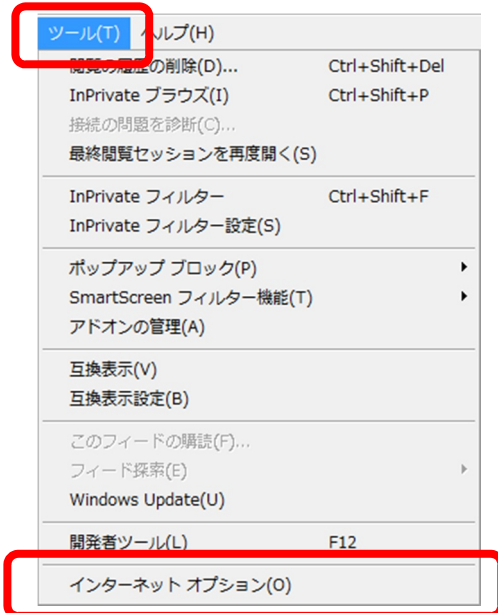 ツール(T) ヘルプ(H)
閲覧の履歴の削除(D)... Ctrl+Shift+Del
InPrivate ブラウズ(I) Ctrl+Shift+P
接続の問題を診断(C)...
最終閲覧セッションを再度開く(S)
InPrivate フィルター Ctrl+Shift+F
InPrivate フィルター設定(S)
ポップアップ ブロック(P)
SmartScreen フィルター機能(T)
アドオンの管理(A)
互換表示(V)
互換表示設定(B)
このフィードの購読(F)...
フィード探索(E)
Windows Update(U)
開発者ツール(L) F12
インターネット オプション(O)